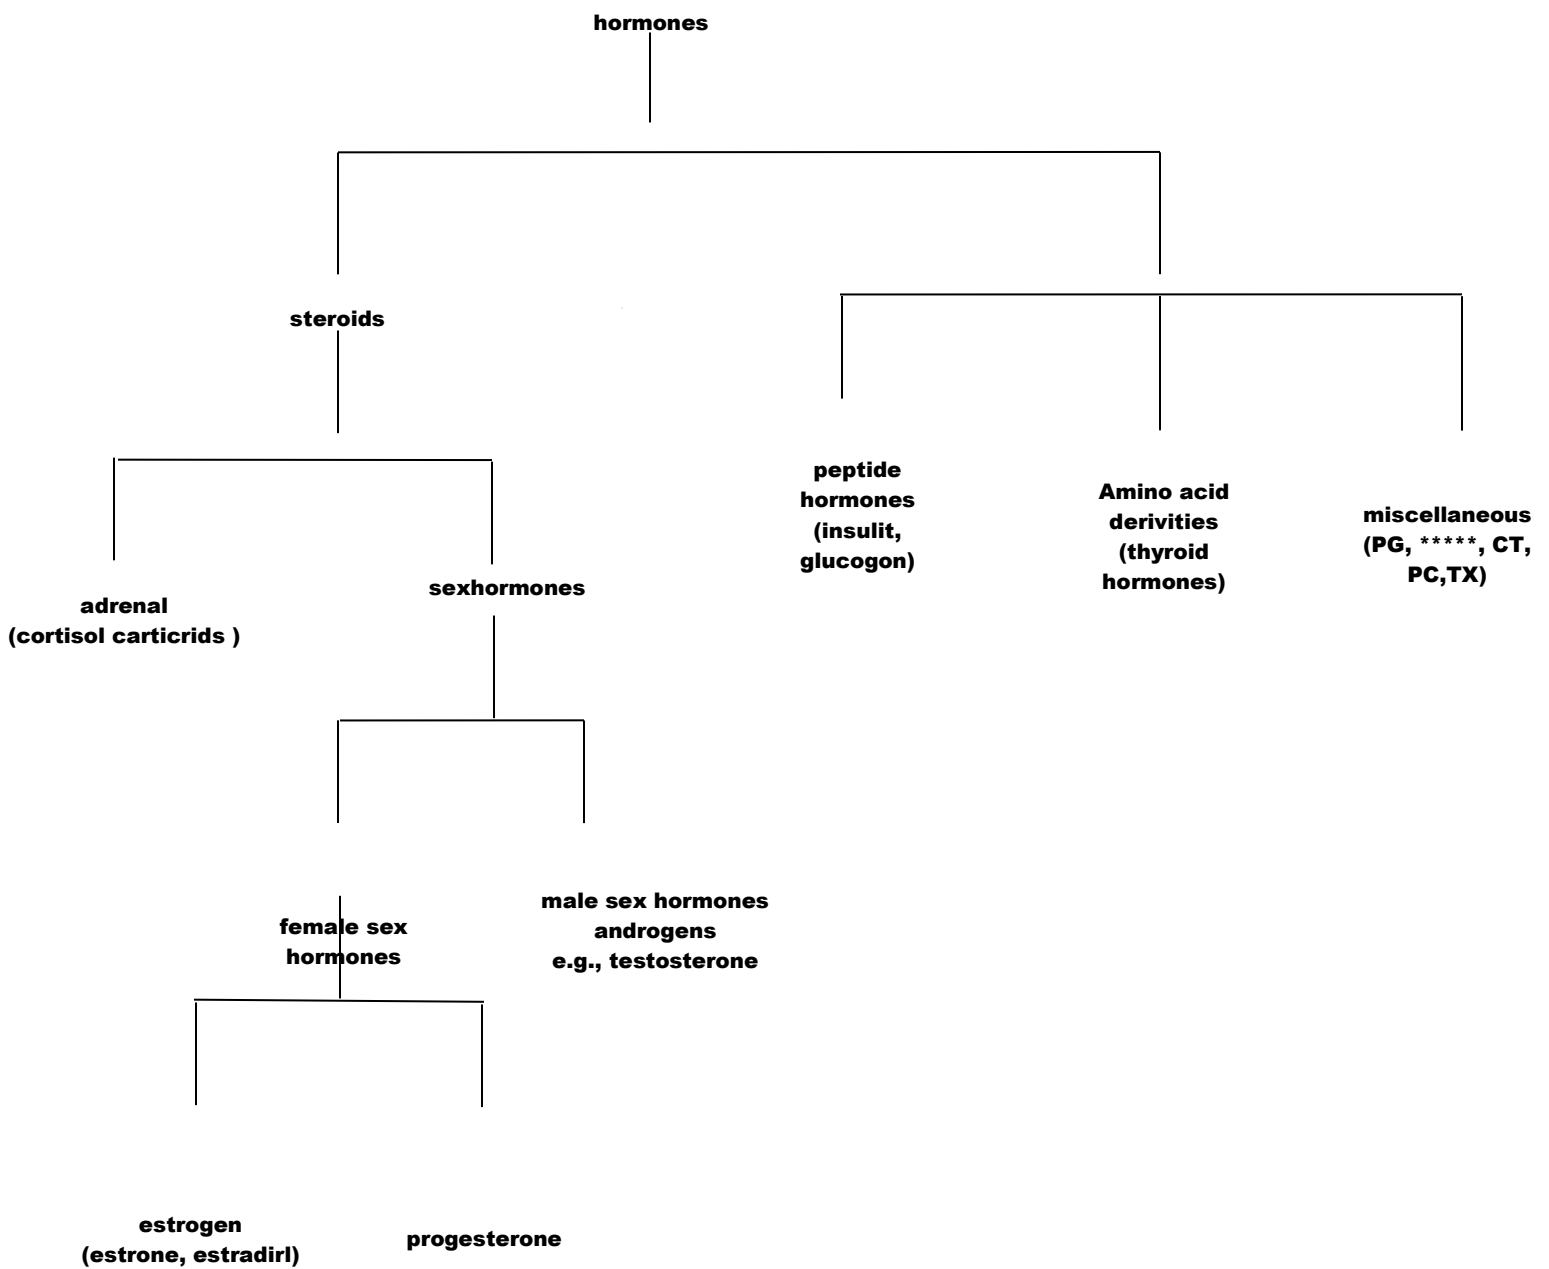 hormones
steroids
peptide
hormones
(insulit,
glucogon)
Amino acid
derivities
(thyroid
hormones)
miscellaneous
(PG, *****, CT,
PC,TX)
adrenal
(cortisol carticrids )
sexhormones
female sex
hormones
male sex hormones
androgens
e.g., testosterone
estrogen
(estrone, estradirl)
progesterone